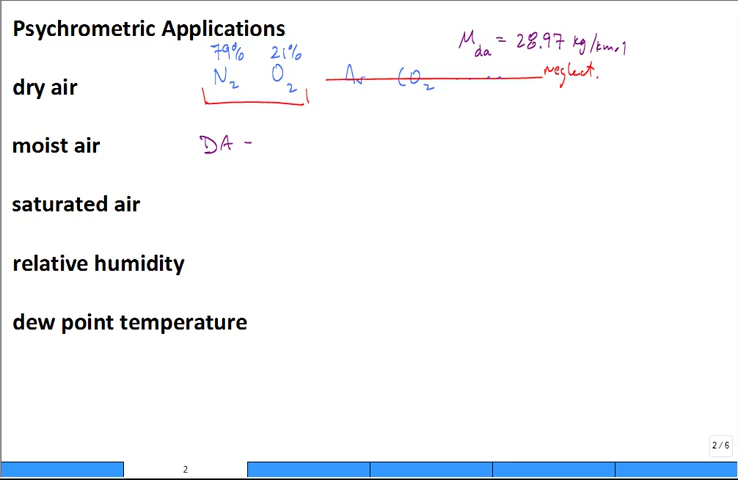 Psychrometric Applications
79% 21% M_da = 28.97 kg/kmol
dry air N₂ O₂ Ar CO₂ ... neglect.
moist air DA -
saturated air
relative humidity
dew point temperature
2/6
2